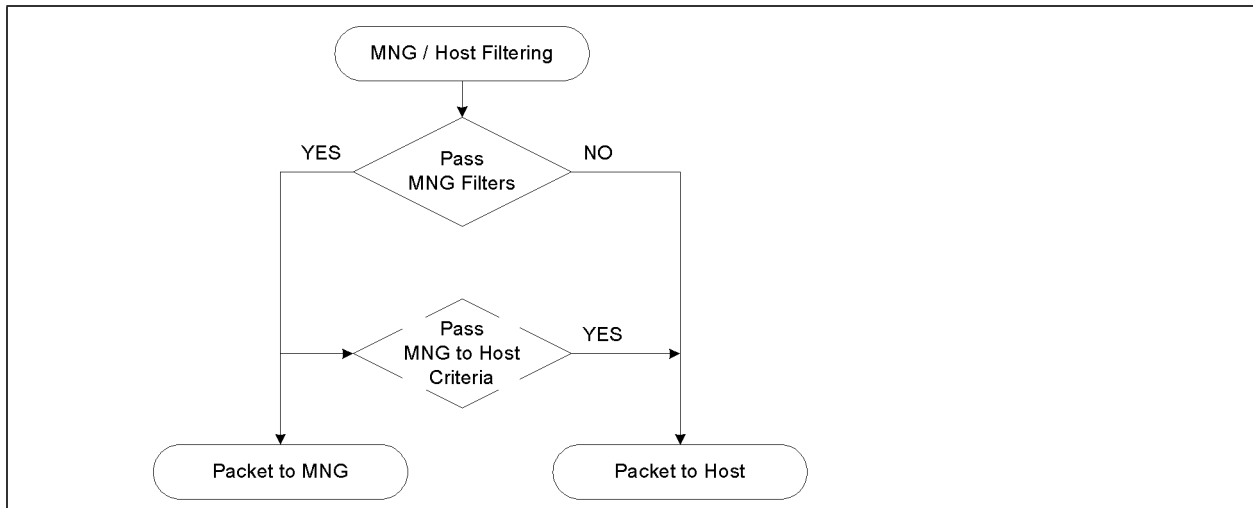 MNG / Host Filtering
YES
Pass
MNG Filters
NO
Pass
MNG to Host
Criteria
YES
Packet to MNG
Packet to Host